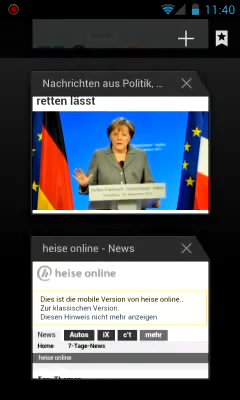 11:40
Nachrichten aus Politik, ...
retten lässt
heise online - News
heise online
Dies ist die mobile Version von heise online..
Zur klassischen Version.
Diesen Hinweis nicht mehr anzeigen.
News Autos iX c't mehr
Home 7-Tage-News
heise online